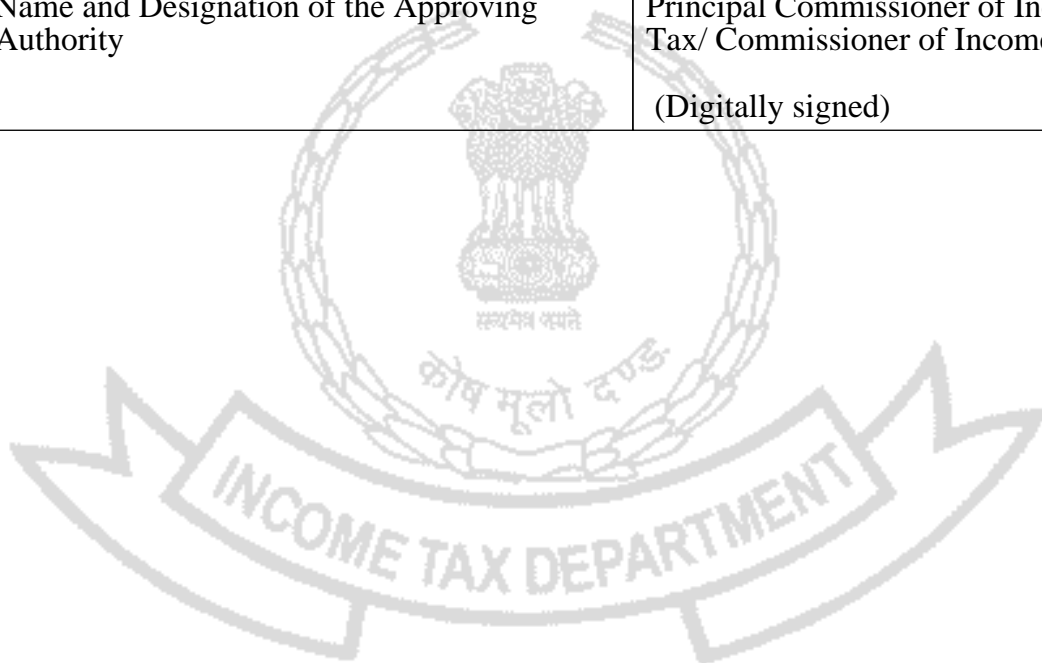 Name and Designation of the Approving
Authority
Principal Commissioner of In
Tax/ Commissioner of Income
(Digitally signed)
सत्यमेव जयते
कोष मूलो दण्ड:
INCOME TAX DEPARTMENT